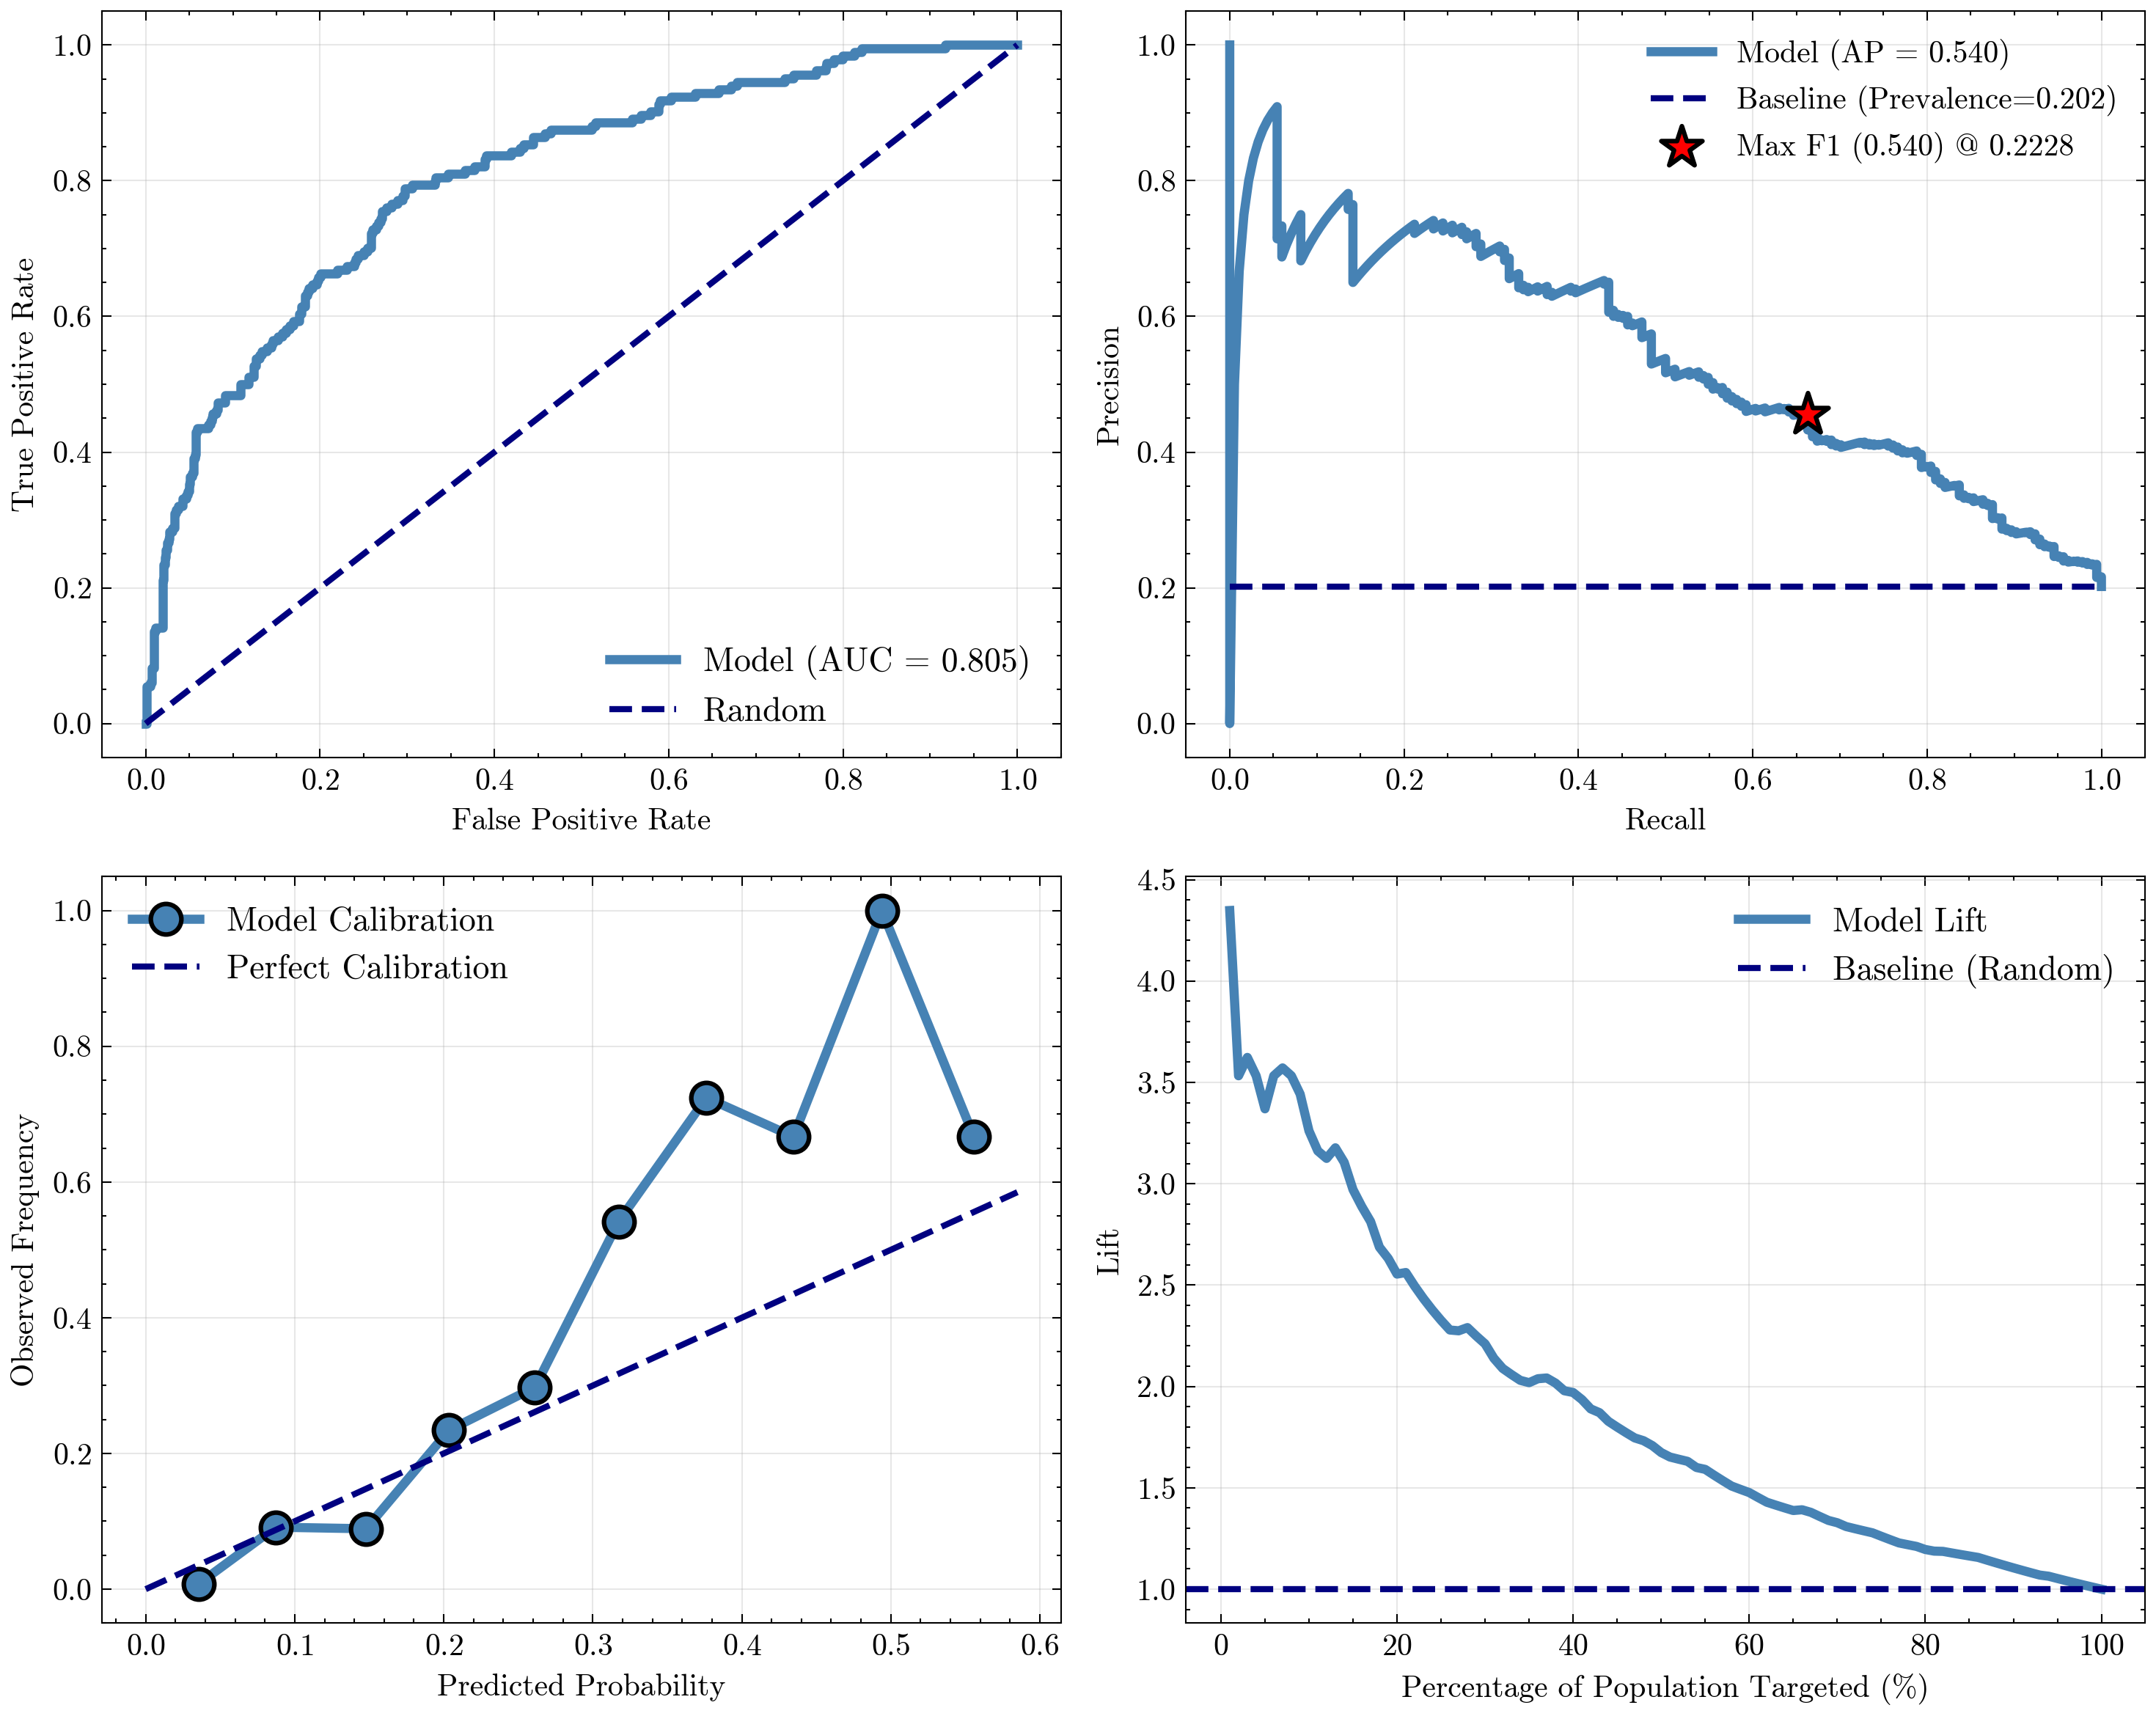 1.0
0.8
0.6
0.4
0.2
0.0
True Positive Rate
Model (AUC = 0.805)
Random
0.0 0.2 0.4 0.6 0.8 1.0
False Positive Rate
1.0
0.8
0.6
0.4
0.2
0.0
Precision
Model (AP = 0.540)
Baseline (Prevalence=0.202)
Max F1 (0.540) @ 0.2228
0.0 0.2 0.4 0.6 0.8 1.0
Recall
1.0
0.8
0.6
0.4
0.2
0.0
Observed Frequency
Model Calibration
Perfect Calibration
0.0 0.1 0.2 0.3 0.4 0.5 0.6
Predicted Probability
4.5
4.0
3.5
3.0
2.5
2.0
1.5
1.0
Lift
Model Lift
Baseline (Random)
0 20 40 60 80 100
Percentage of Population Targeted (%)